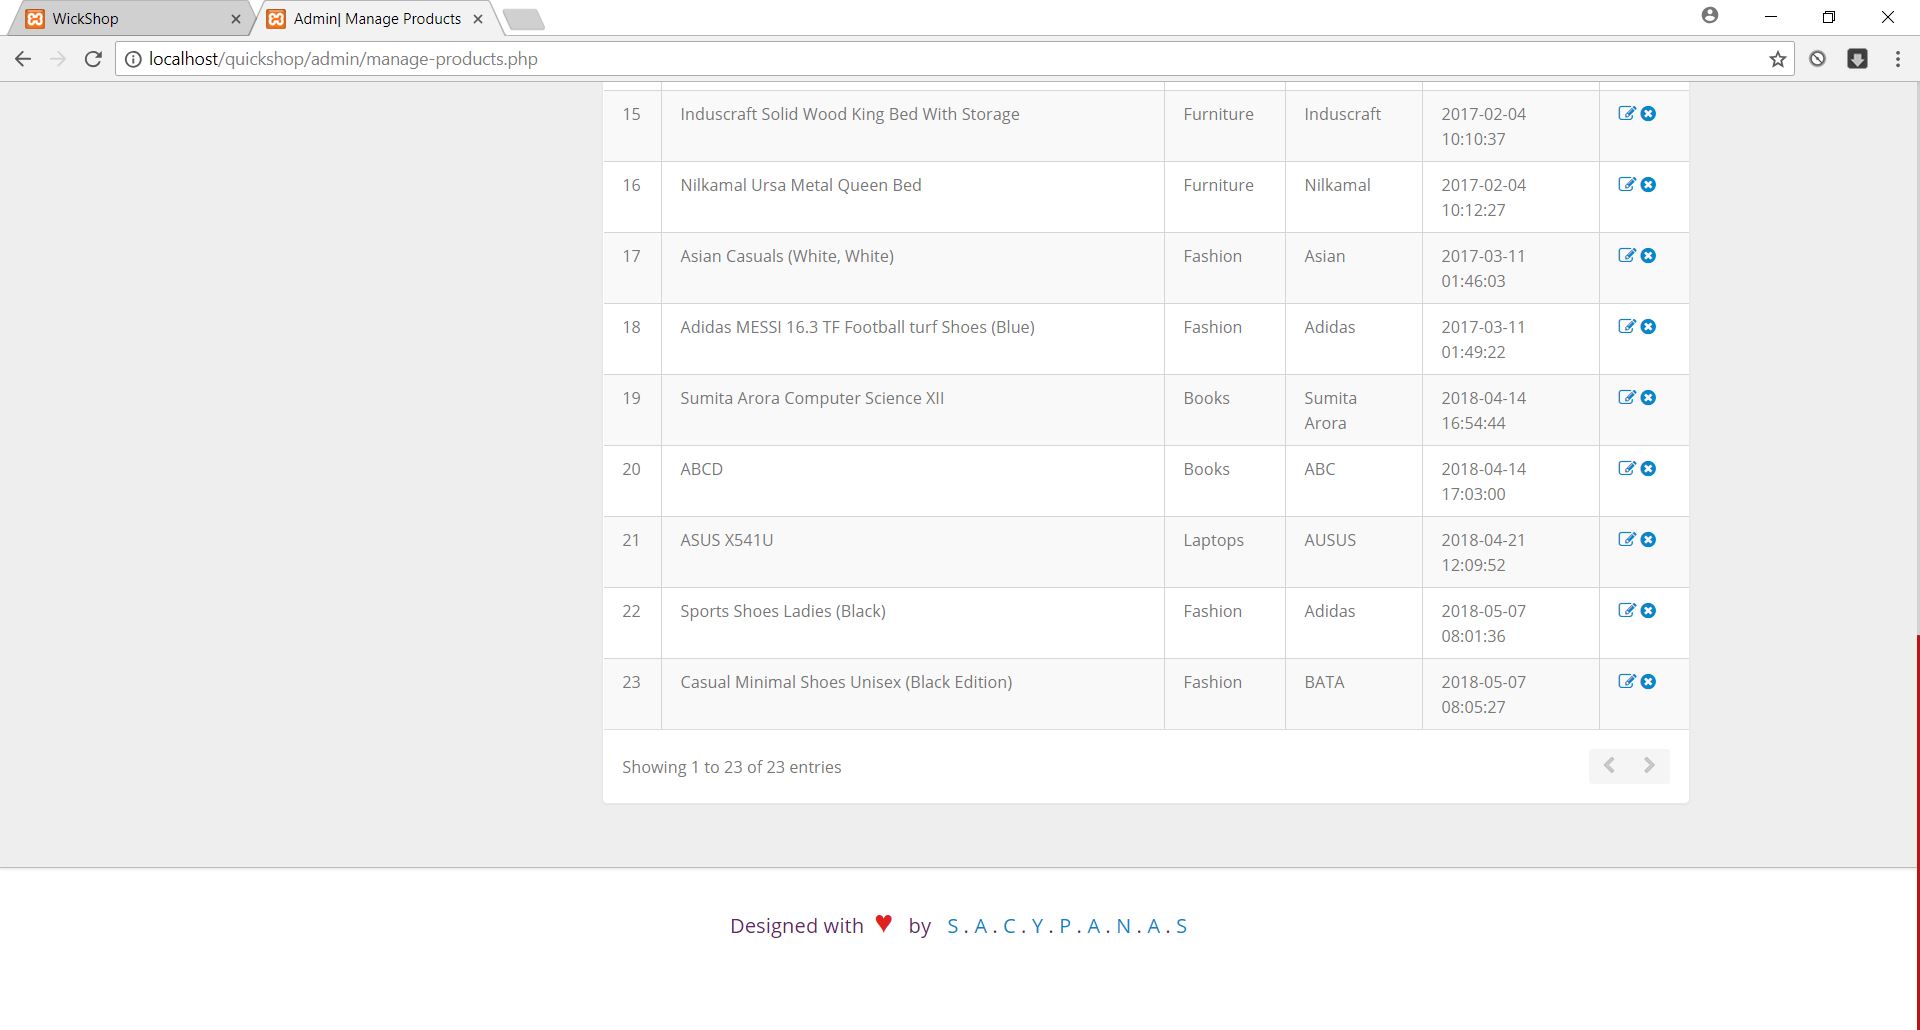 WickShop
Admin| Manage Products
localhost/quickshop/admin/manage-products.php
15 Induscraft Solid Wood King Bed With Storage Furniture Induscraft 2017-02-04
10:10:37
16 Nilkamal Ursa Metal Queen Bed Furniture Nilkamal 2017-02-04
10:12:27
17 Asian Casuals (White, White) Fashion Asian 2017-03-11
01:46:03
18 Adidas MESSI 16.3 TF Football turf Shoes (Blue) Fashion Adidas 2017-03-11
01:49:22
19 Sumita Arora Computer Science XII Books Sumita 2018-04-14
Arora 16:54:44
20 ABCD Books ABC 2018-04-14
17:03:00
21 ASUS X541U Laptops AUSUS 2018-04-21
12:09:52
22 Sports Shoes Ladies (Black) Fashion Adidas 2018-05-07
08:01:36
23 Casual Minimal Shoes Unisex (Black Edition) Fashion BATA 2018-05-07
08:05:27
Showing 1 to 23 of 23 entries
Designed with ♥ by S.A.C.Y.P.A.N.A.S